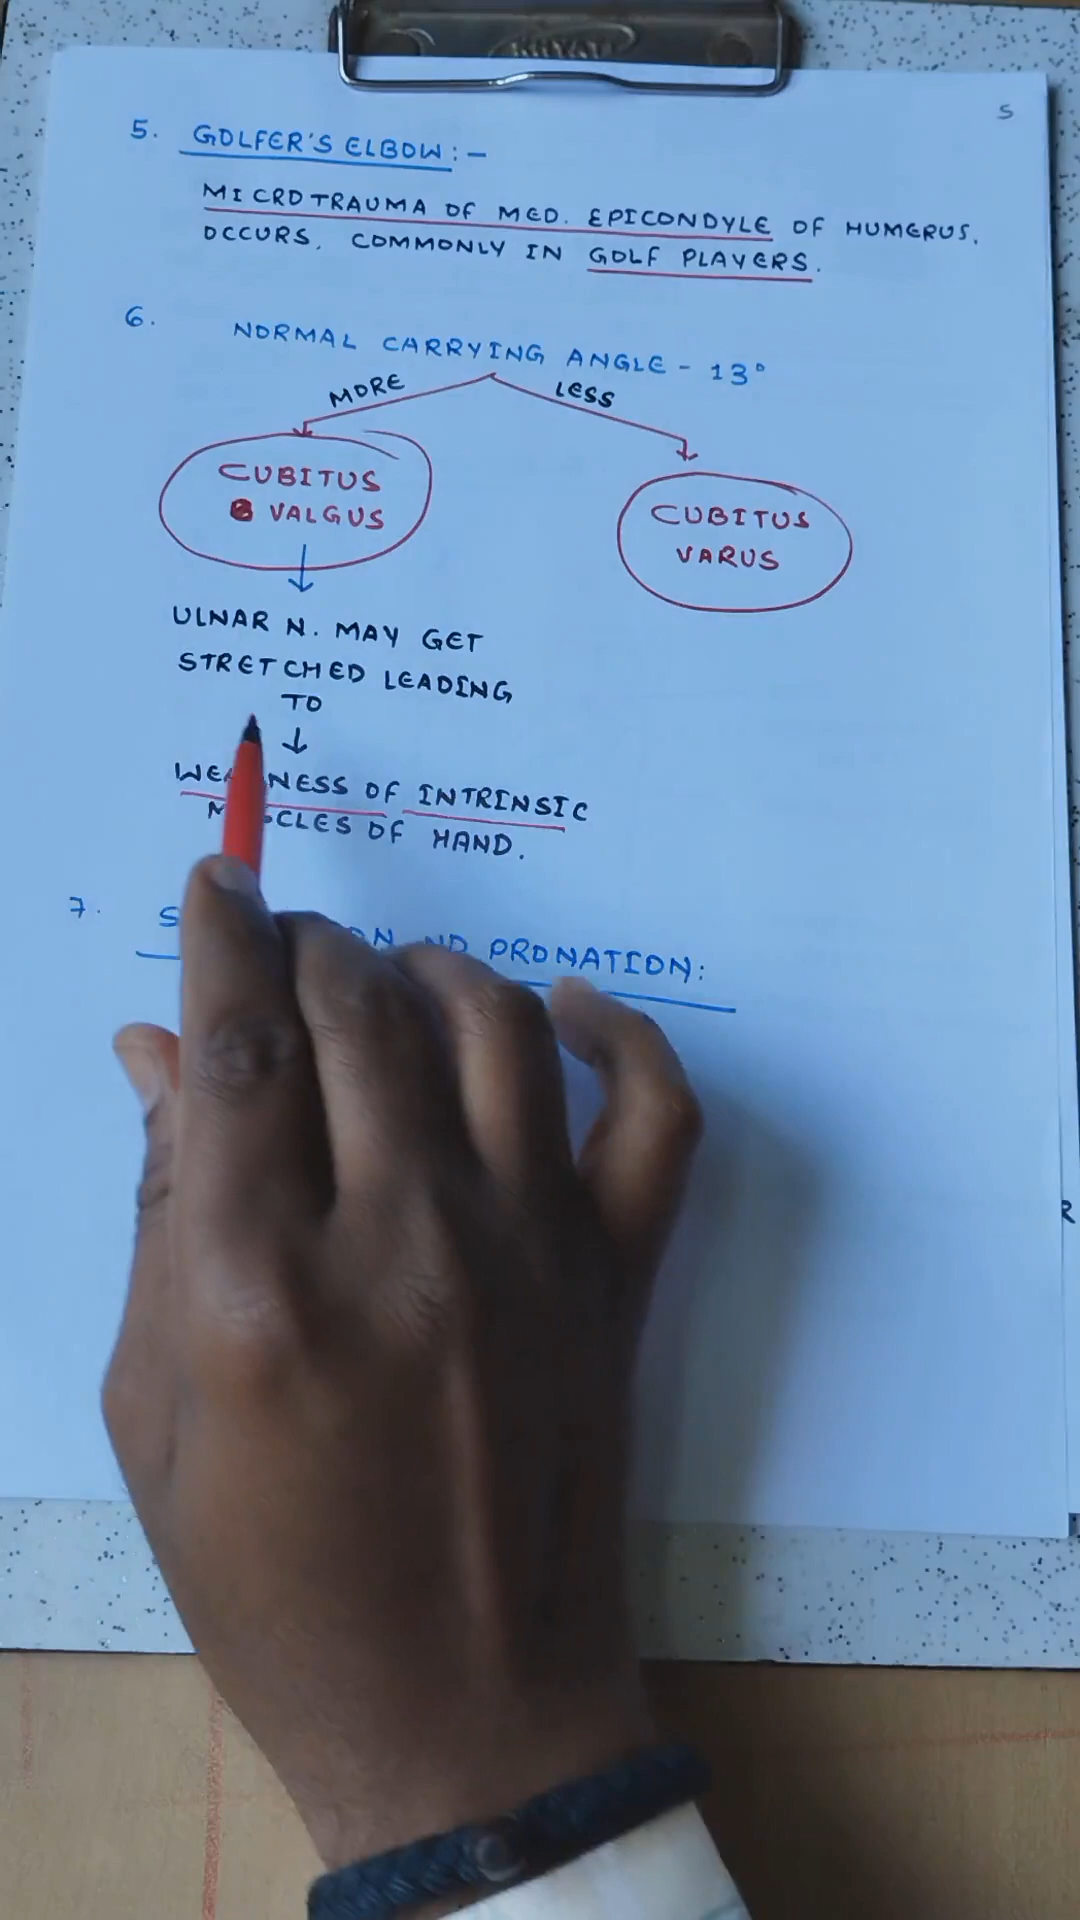 5
5. GOLFER'S ELBOW:-
MICROTRAUMA OF MED. EPICONDYLE OF HUMERUS.
OCCURS. COMMONLY IN GOLF PLAYERS.
6. NORMAL CARRYING ANGLE - 13°
MORE LESS
CUBITUS
VALGUS
CUBITUS
VARUS
ULNAR N. MAY GET
STRETCHED LEADING
TO
OF INTRINSIC
OF HAND.
7. PRONATION:
R